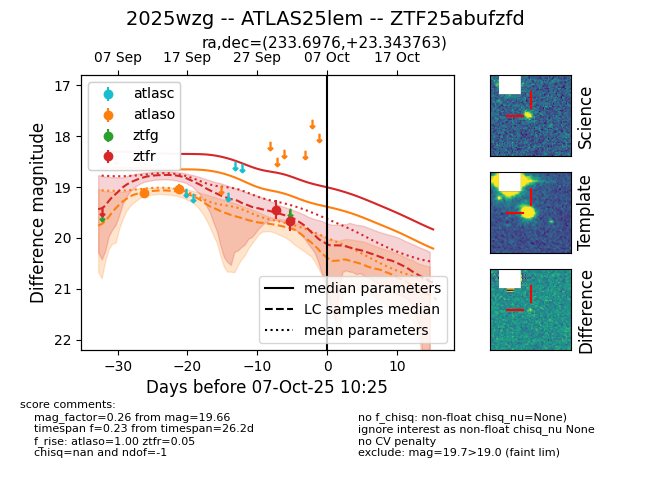 2025wzg -- ATLAS25lem -- ZTF25abufzfd
ra,dec=(233.6976,+23.343763)
07 Sep 17 Sep 27 Sep 07 Oct 17 Oct
17
18
19
20
21
22
Difference magnitude
atlasc
atlaso
ztfg
ztfr
median parameters
LC samples median
mean parameters
−30 −20 −10 0 10
Days before 07-Oct-25 10:25
Science
Template
Difference
score comments:
mag_factor=0.26 from mag=19.66
timespan f=0.23 from timespan=26.2d
f_rise: atlaso=1.00 ztfr=0.05
chisq=nan and ndof=-1
no f_chisq: non-float chisq_nu=None)
ignore interest as non-float chisq_nu None
no CV penalty
exclude: mag=19.7>19.0 (faint lim)